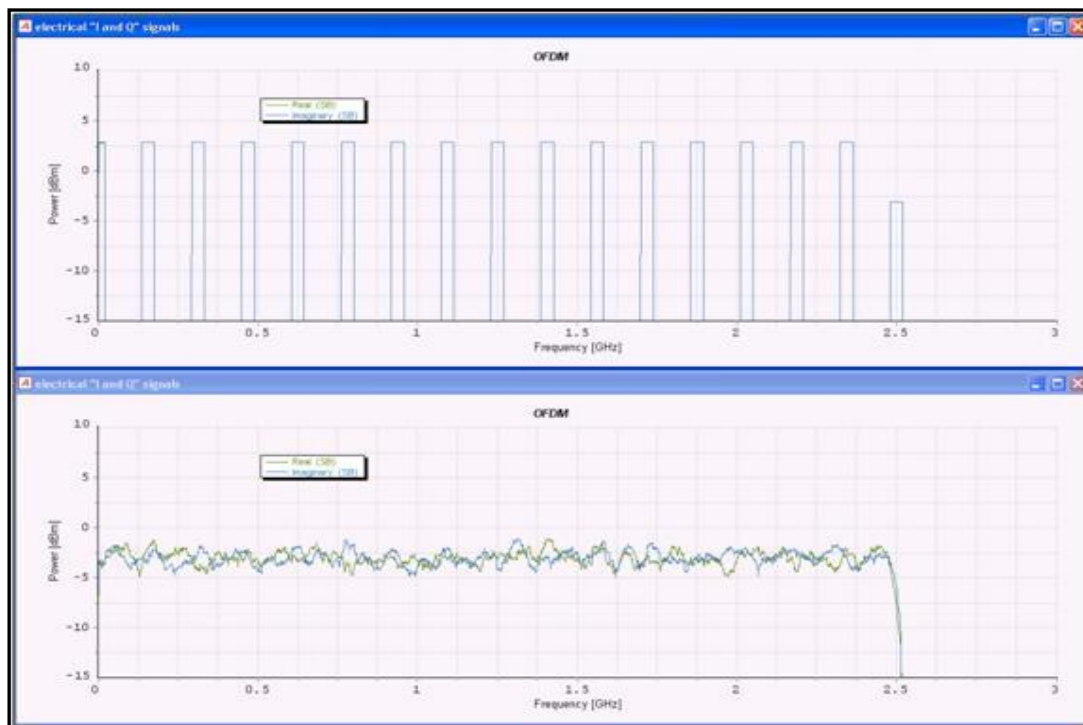 electrical "I and Q" signals
OFDM
10
5
0
-5
-10
-15
Power [dBm]
Real (SB)
Imaginary (SB)
0 0.5 1 1.5 2 2.5 3
Frequency [GHz]
electrical "I and Q" signals
OFDM
10
5
0
-5
-10
-15
Power [dBm]
Real (SB)
Imaginary (SB)
0 0.5 1 1.5 2 2.5 3
Frequency [GHz]